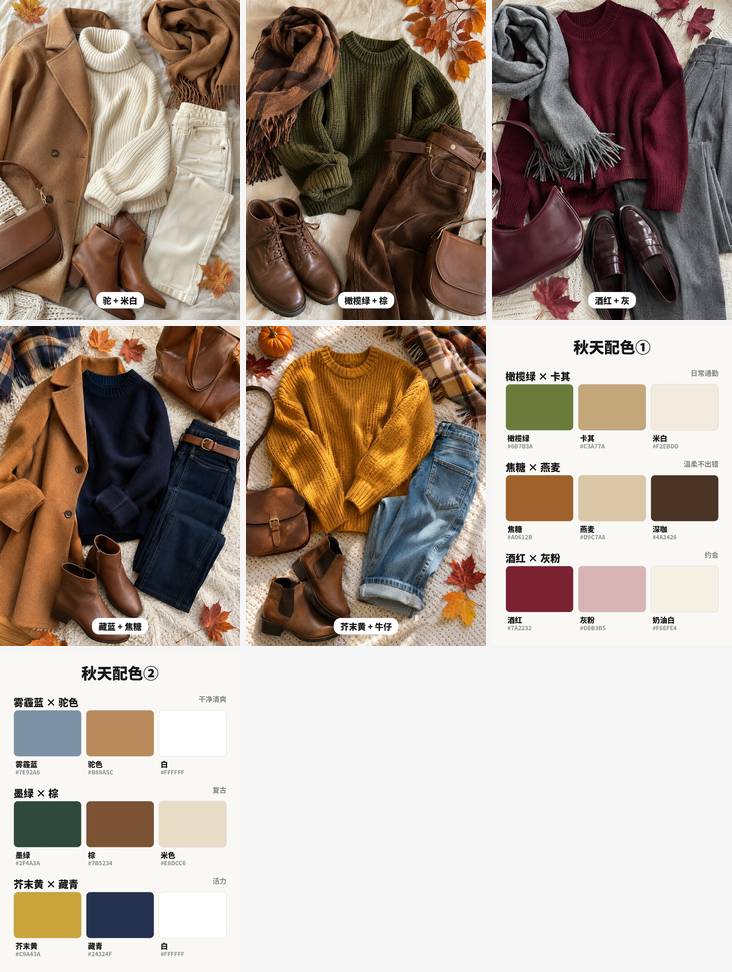 驼 + 米白
橄榄绿 + 棕
酒红 + 灰
藏蓝 + 焦糖
芥末黄 + 牛仔
秋天配色①
橄榄绿 × 卡其 日常通勤
橄榄绿 卡其 米白
#6B7B3A #C3A77A #F2EBDD
焦糖 × 燕麦 温柔不出错
焦糖 燕麦 深咖
#A0612B #D9C7A8 #4A3426
酒红 × 灰粉 约会
酒红 灰粉 奶油白
#7A2232 #D8B3B5 #F6EFE4
秋天配色②
雾霾蓝 × 驼色 干净清爽
雾霾蓝 驼色 白
#7E92A6 #B88A5C #FFFFFF
墨绿 × 棕 复古
墨绿 棕 米色
#2F4A3A #7B5234 #E8DCC6
芥末黄 × 藏青 活力
芥末黄 藏青 白
#C9A43A #24324F #FFFFFF